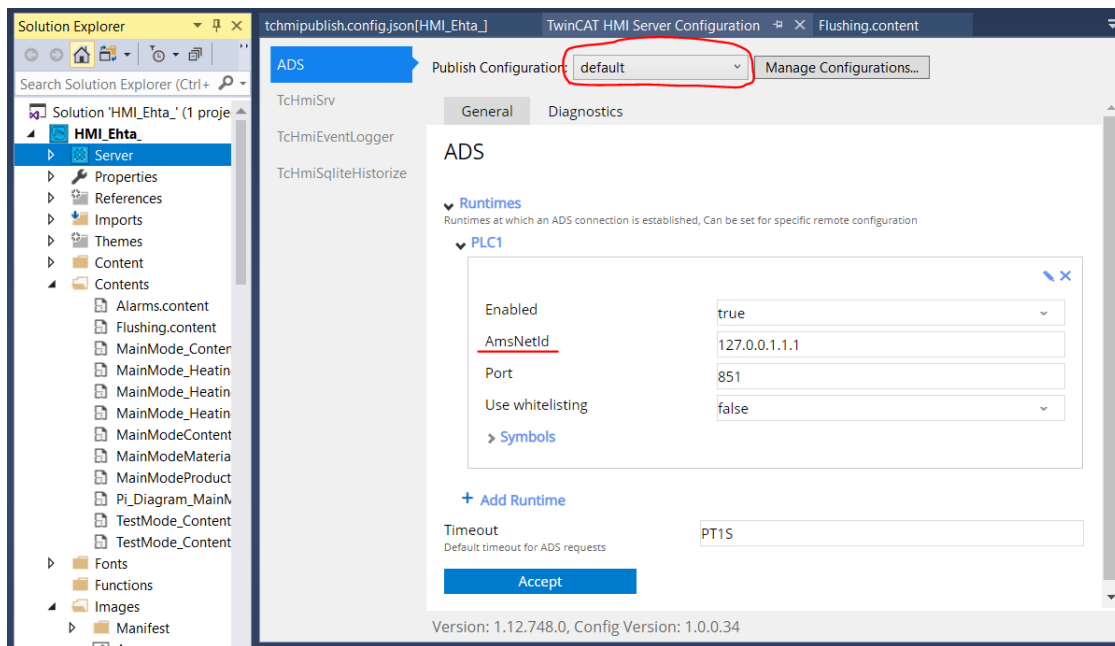 Solution Explorer
Search Solution Explorer (Ctrl+
Solution 'HMI_Ehta_' (1 proje
HMI_Ehta_
Server
Properties
References
Imports
Themes
Content
Contents
Alarms.content
Flushing.content
MainMode_Conten
MainMode_Heatin
MainMode_Heatin
MainMode_Heatin
MainModeContent
MainModeMateria
MainModeProduct
Pi_Diagram_MainM
TestMode_Content
TestMode_Content
Fonts
Functions
Images
Manifest
tchmipublish.config.json[HMI_Ehta_]
TwinCAT HMI Server Configuration
Flushing.content
ADS
TcHmiSrv
TcHmiEventLogger
TcHmiSqliteHistorize
Publish Configuration: default Manage Configurations...
General Diagnostics
ADS
Runtimes
Runtimes at which an ADS connection is established, Can be set for specific remote configuration
PLC1
Enabled true
AmsNetId 127.0.0.1.1.1
Port 851
Use whitelisting false
Symbols
+ Add Runtime
Timeout PT1S
Default timeout for ADS requests
Accept
Version: 1.12.748.0, Config Version: 1.0.0.34